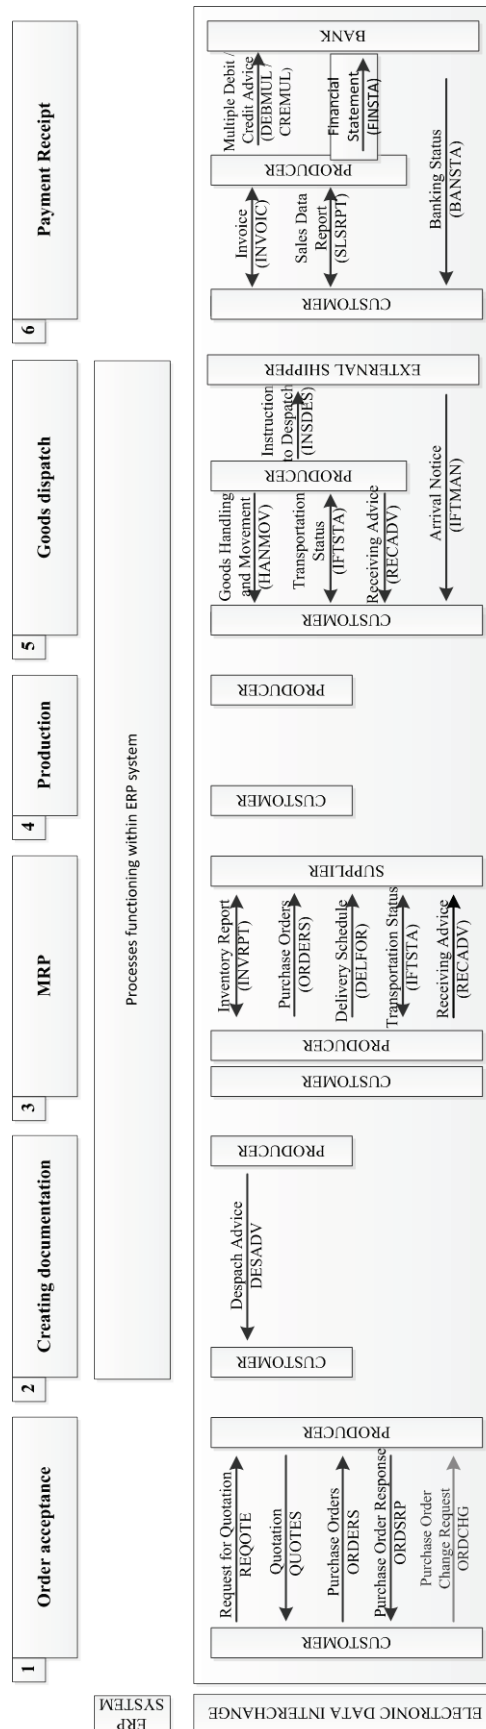 1
Order acceptance
2
Creating documentation
3
MRP
4
Production
5
Goods dispatch
6
Payment Receipt
ERP
SYSTEM
Processes functioning within ERP system
ELECTRONIC DATA INTERCHANGE
CUSTOMER
Request for Quotation
REQOTE
Quotation
QUOTES
Purchase Orders
ORDERS
Purchase Order Response
ORDSRP
Purchase Order
Change Request
ORDCHG
PRODUCER
CUSTOMER
Despach Advice
DESADV
PRODUCER
CUSTOMER
PRODUCER
Inventory Report
(INVRPT)
Purchase Orders
(ORDERS)
Delivery Schedule
(DELFOR)
Transportation Status
(IFTSTA)
Receiving Advice
(RECADV)
SUPPLIER
CUSTOMER
PRODUCER
CUSTOMER
Goods Handling
and Movement
(HANMOV)
Transportation
Status
(IFTSTA)
Receiving Advice
(RECADV)
PRODUCER
Instruction
to Despatch
(INSDES)
Arrival Notice
(IFTMAN)
EXTERNAL SHIPPER
CUSTOMER
Invoice
(INVOIC)
Sales Data
Report
(SLSRPT)
PRODUCER
Multiple Debit /
Credit Advice
(DEBMUL /
CREMUL)
Financial
Statement
(FINSTA)
Banking Status
(BANSTA)
BANK